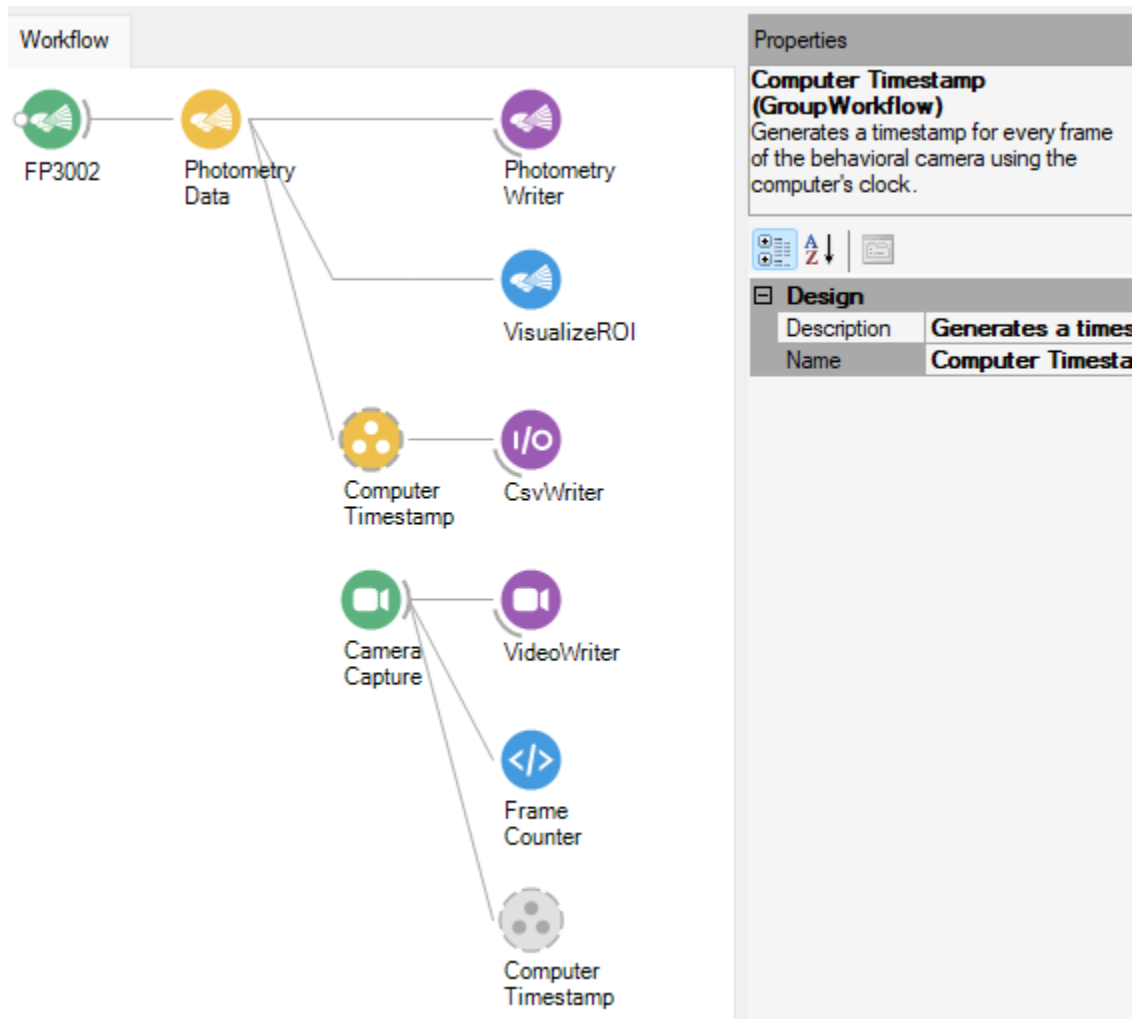 Workflow
FP3002
Photometry
Data
Photometry
Writer
VisualizeROI
Computer
Timestamp
I/O
CsvWriter
Camera
Capture
VideoWriter
</>
Frame
Counter
Computer
Timestamp
Properties
Computer Timestamp
(GroupWorkflow)
Generates a timestamp for every frame
of the behavioral camera using the
computer's clock.
A
Z
Design
Description Generates a times
Name Computer Timesta